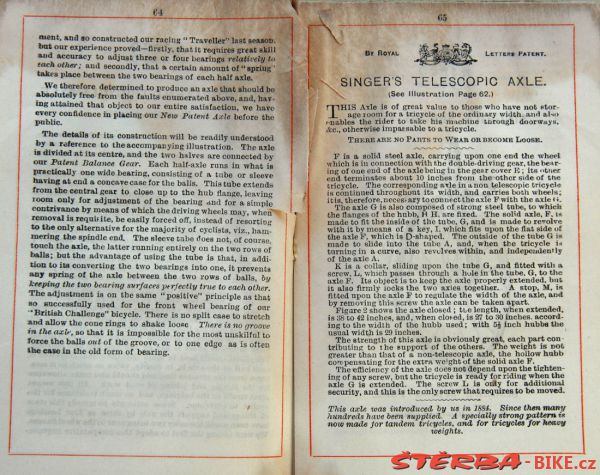 64
ment, and so constructed our racing "Traveller" last season,
but our experience proved—firstly, that it requires great skill
and accuracy to adjust three or four bearings relatively to
each other; and secondly, that a certain amount of "spring"
takes place between the two bearings of each half axle.
We therefore determined to produce an axle that should be
absolutely free from the faults enumerated above, and, having
attained that object to our entire satisfaction, we have
every confidence in placing our New Patent Axle before the
public.
The details of its construction will be readily understood
by a reference to the accompanying illustration. The axle
is divided at its centre, and the two halves are connected by
our Patent Balance Gear. Each half-axle runs in what is
practically one wide bearing, consisting of a tube or sleeve
having at end a concave case for the balls. This tube extends
from the central gear to close up to the hub flange, leaving
room only for adjustment of the bearing and for a simple
contrivance by means of which the driving wheels may, when
removal is requisite, be easily forced off, instead of resorting
to the only alternative for the majority of cyclists, viz., hammering
the spindle end. The sleeve tube does not, of course,
touch the axle, the latter running entirely on the two rows of
balls; but the advantage of using the tube is that, in addition
to its converting the two bearings into one, it prevents
any spring of the axle between the two rows of balls, by
keeping the two bearing surfaces perfectly true to each other.
The adjustment is on the same "positive" principle as that
so successfully used for the front wheel bearing of our
"British Challenge" bicycle. There is no split case to stretch
and allow the cone rings to shake loose There is no groove
in the axle, so that it is impossible for the most unskilful to
force the balls out of the groove, or to one edge as is often
the case in the old form of bearing.
65
By Royal Letters Patent.
SINGER'S TELESCOPIC AXLE.
(See Illustration Page 62.)
THIS Axle is of great value to those who have not storage
room for a tricycle of the ordinary width, and also
enables the rider to take his machine through doorways,
&c., otherwise impassable to a tricycle.
There are no Parts to Wear or Become Loose.
F is a solid steel axle, carrying upon one end the wheel
which is in connection with the double-driving gear, the bearing
of one end of the axle being in the gear cover E; its other
end terminates about 10 inches from the other side of the
tricycle. The corresponding axle in a non telescopic tricycle
is continued throughout its width, and carries both wheels;
it is, therefore, necessary to connect the axle F with the axle G.
The axle G is also composed of strong steel tube, to which
the flanges of the hubb, H H, are fixed. The solid axle, F, is
made to fit the inside of the tube, G, and is made to revolve
with it by means of a key, I, which fits upon the flat side of
the axle F, which is D-shaped. The outside of the tube G is
made to slide into the tube A, and, when the tricycle is
turning in a curve, also revolves within, and independently
of the axle A.
K is a collar, sliding upon the tube G, and fitted with a
screw, L, which passes through a hole in the tube, G, to the
axle F. Its object is to keep the axle properly extended, but
it also firmly locks the two axles together. A stop, M, is
fitted upon the axle F to regulate the width of the axle, and
by removing this screw the axle can be taken apart.
Figure 2 shows the axle closed; the length, when extended,
is 38 to 42 inches, and, when closed, is 27 to 30 inches, according
to the width of the hubb used; with 5½ inch hubbs the
usual width is 29 inches.
The strength of this axle is obviously great, each part contributing
to the support of the others. The weight is not
greater than that of a non-telescopic axle, the hollow hubb
compensating for the extra weight of the solid axle F.
The efficiency of the axle does not depend upon the tightening
of any screw, but the tricycle is ready for riding when the
axle G is extended. The screw L is only for additional
security, and this is the only screw that requires to be moved.
This axle was introduced by us in 1884. Since then many
hundreds have been supplied. A specially strong pattern is
now made for tandem tricycles, and for tricycles for heavy
weights.
ŠTĚRBA-BIKE.cz